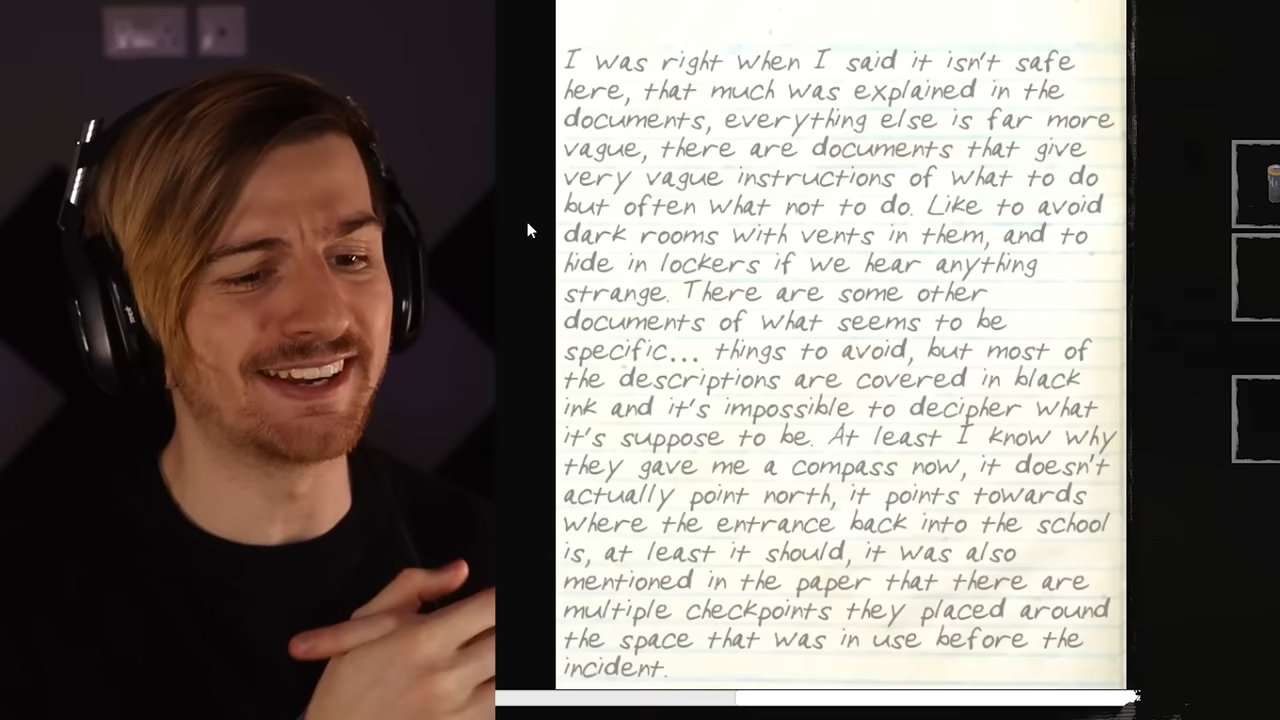 I was right when I said it isn't safe
here, that much was explained in the
documents, everything else is far more
vague, there are documents that give
very vague instructions of what to do
but often what not to do. Like to avoid
dark rooms with vents in them, and to
hide in lockers if we hear anything
strange. There are some other
documents of what seems to be
specific... things to avoid, but most of
the descriptions are covered in black
ink and it's impossible to decipher what
it's suppose to be. At least I know why
they gave me a compass now, it doesn't
actually point north, it points towards
where the entrance back into the school
is, at least it should, it was also
mentioned in the paper that there are
multiple checkpoints they placed around
the space that was in use before the
incident.